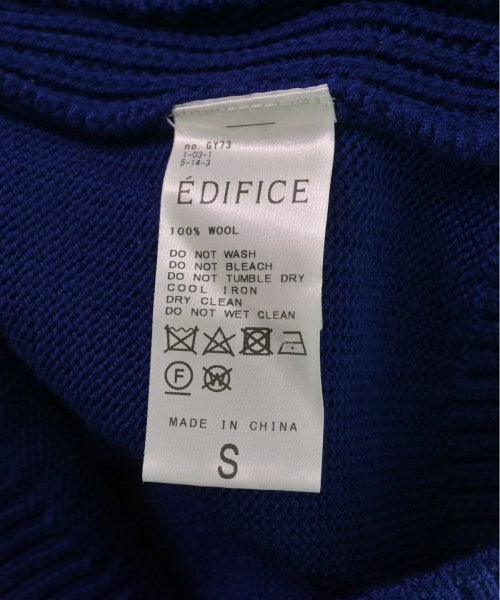 no. GY73
1-03-1
5-14-3
ÉDIFICE
100% WOOL
DO NOT WASH
DO NOT BLEACH
DO NOT TUMBLE DRY
COOL IRON
DRY CLEAN
DO NOT WET CLEAN
F W
MADE IN CHINA
S